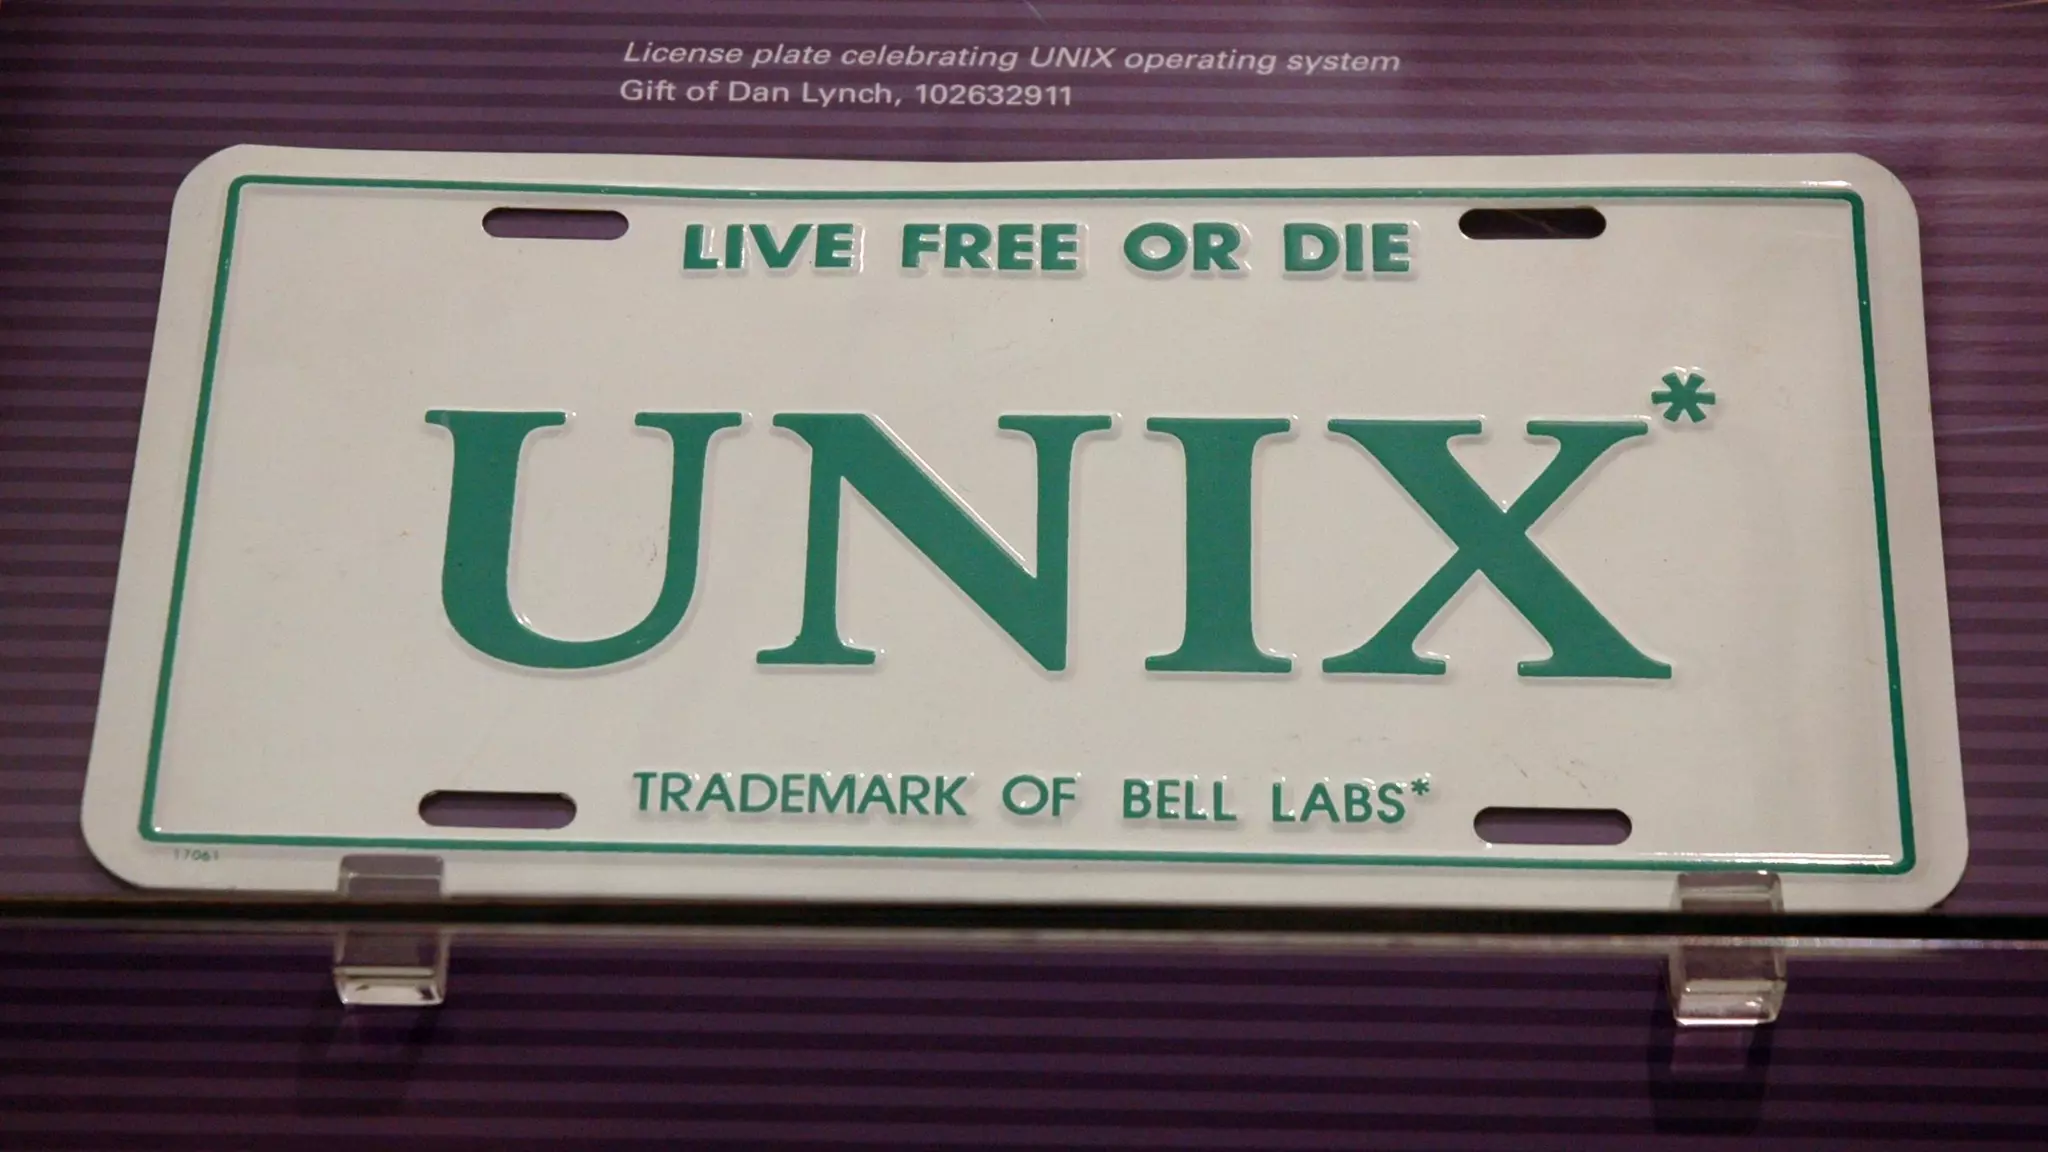 License plate celebrating UNIX operating system
Gift of Dan Lynch, 102632911
LIVE FREE OR DIE
UNIX*
TRADEMARK OF BELL LABS*
17061